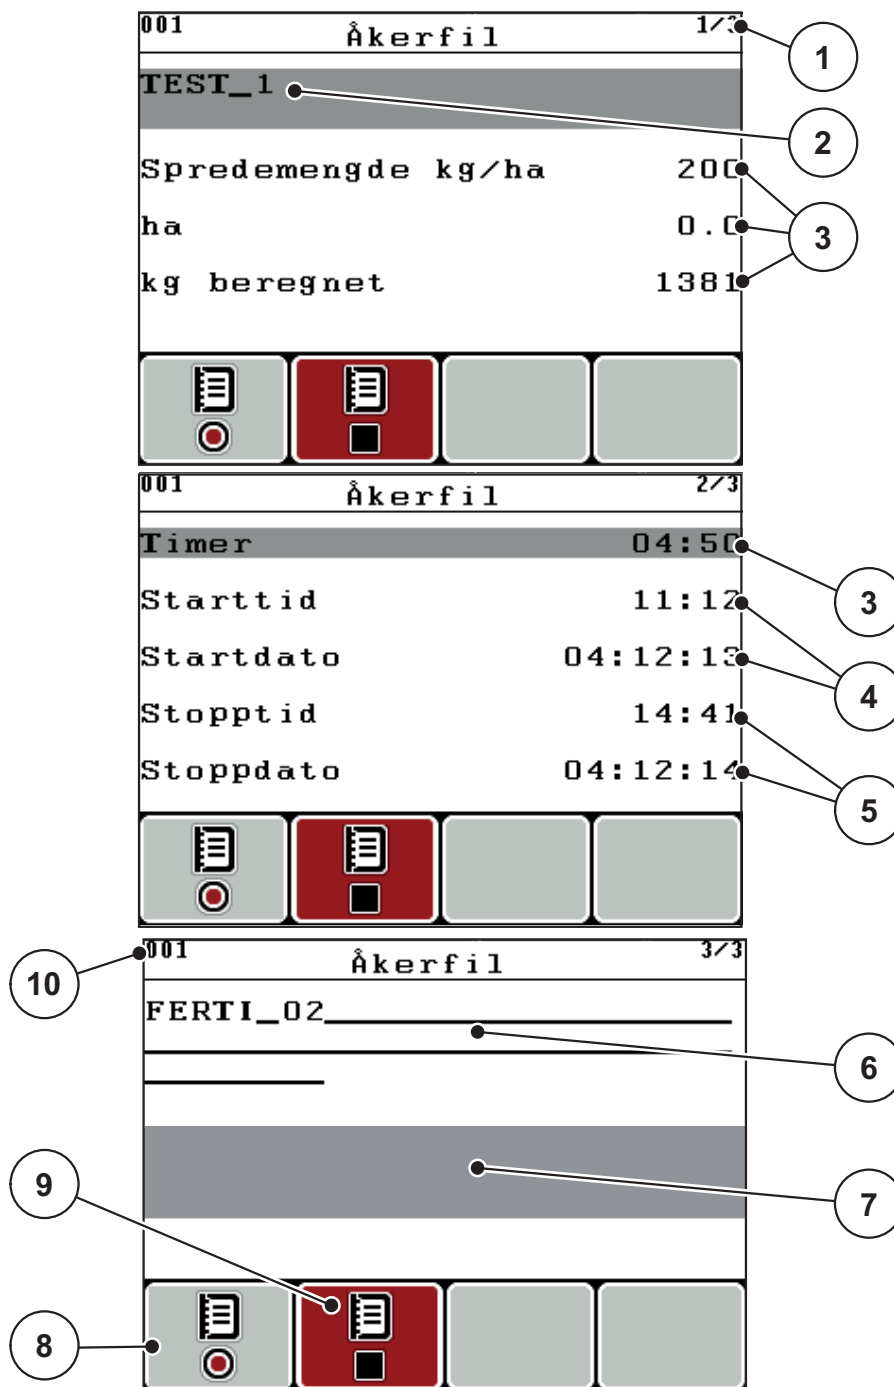 001 Åkerfil 1/3
1
TEST_1
2
Spredemengde kg/ha 200
ha 0.0
3
kg beregnet 1381
001 Åkerfil 2/3
Timer 04:50
3
Starttid 11:12
Startdato 04:12:13
4
Stopptid 14:41
Stoppdato 04:12:14
5
10
001 Åkerfil 3/3
FERTI_02
6
7
9
8